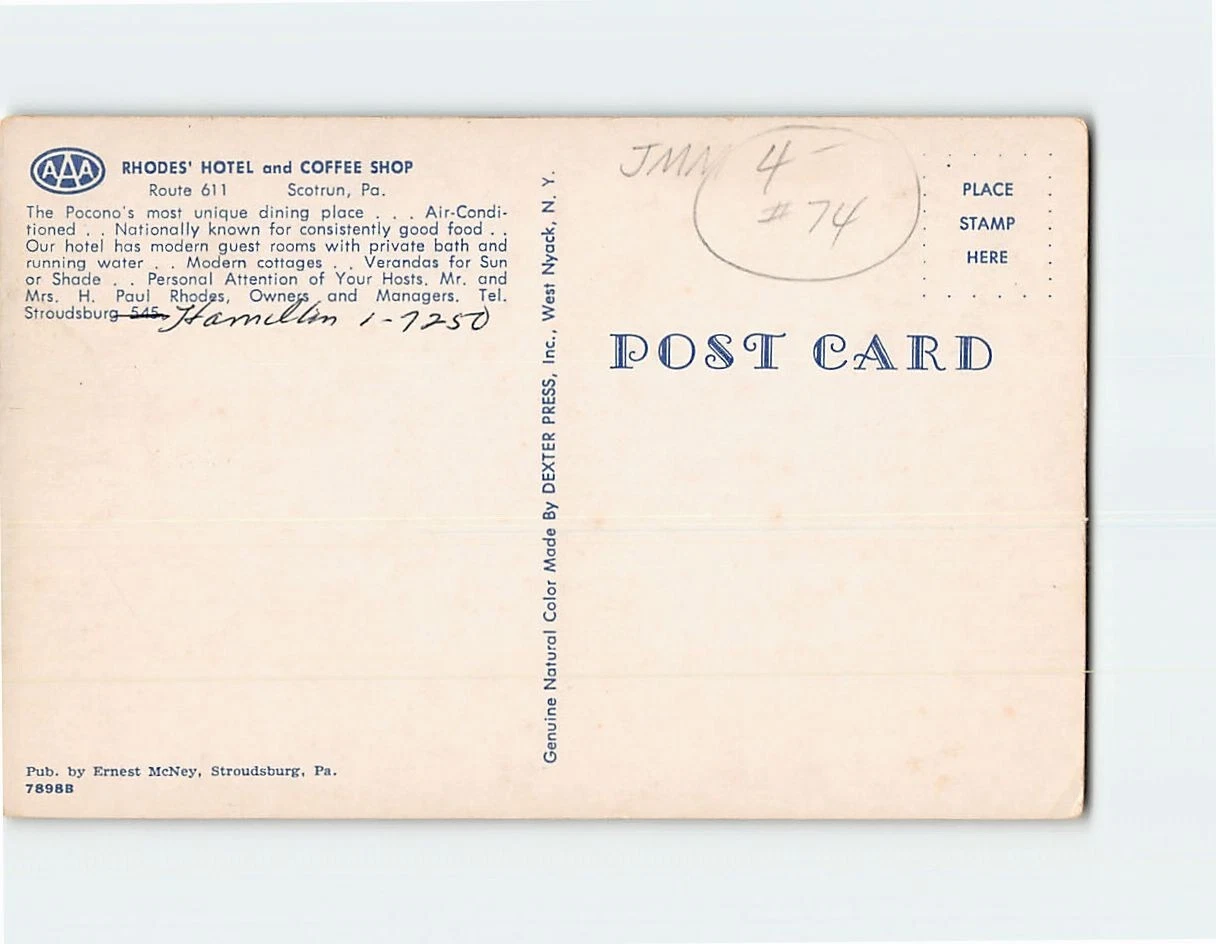 AAA
RHODES' HOTEL and COFFEE SHOP
Route 611 Scotrun, Pa.
The Pocono's most unique dining place . . . Air-Condi-
tioned . . Nationally known for consistently good food . .
Our hotel has modern guest rooms with private bath and
running water . . Modern cottages . . Verandas for Sun
or Shade . . Personal Attention of Your Hosts. Mr. and
Mrs. H. Paul Rhodes, Owners and Managers. Tel.
Stroudsburg 545. Hamilton 1-7250
Pub. by Ernest McNey, Stroudsburg, Pa.
7898B
Genuine Natural Color Made By DEXTER PRESS, Inc., West Nyack, N. Y.
JMM 4-
#74
PLACE
STAMP
HERE
POST CARD